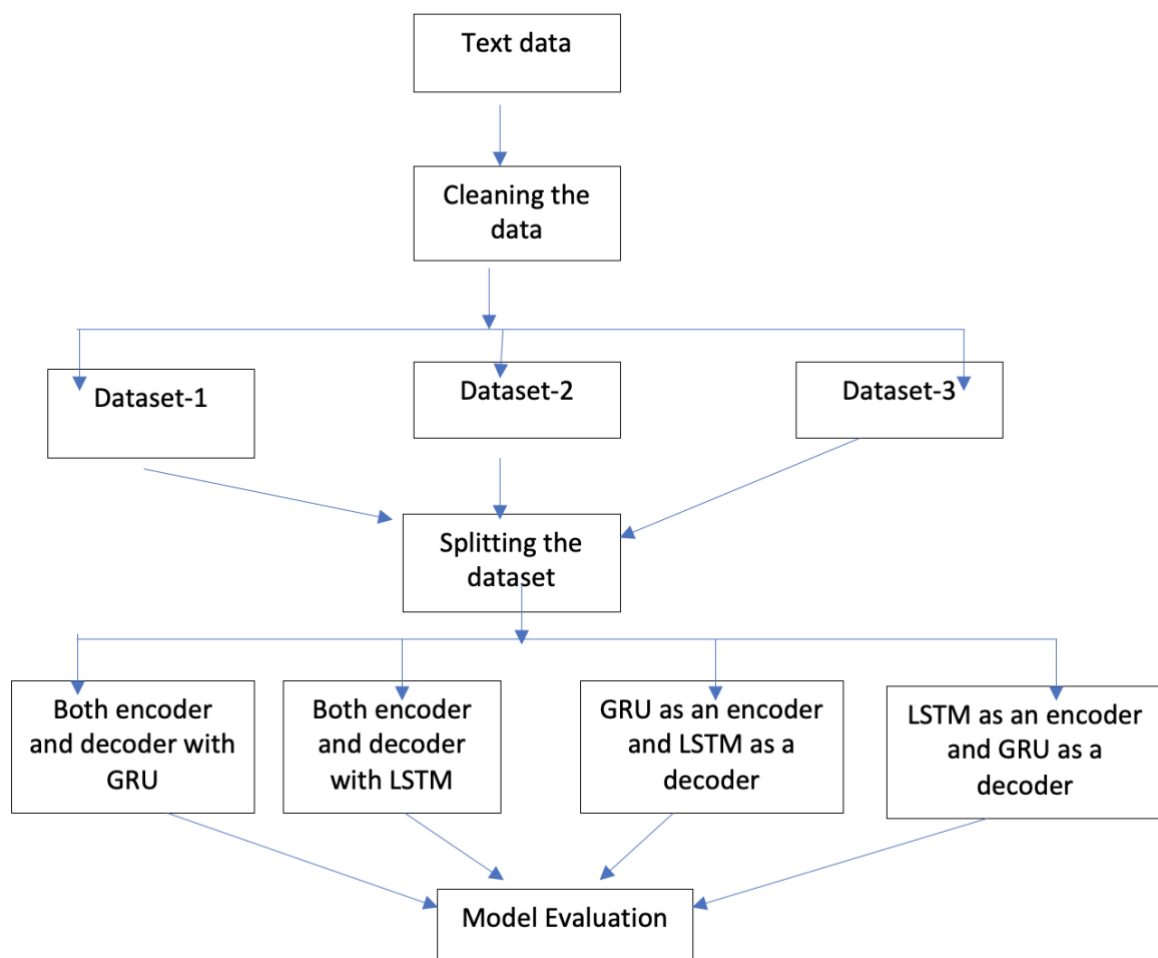 Text data
Cleaning the
data
Dataset-1
Dataset-2
Dataset-3
Splitting the
dataset
Both encoder
and decoder with
GRU
Both encoder
and decoder
with LSTM
GRU as an encoder
and LSTM as a
decoder
LSTM as an encoder
and GRU as a
decoder
Model Evaluation